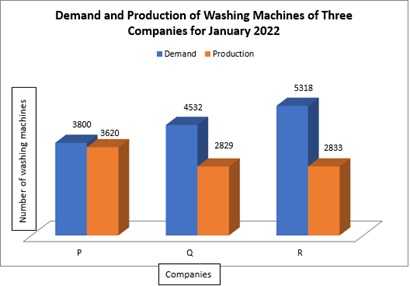 Demand and Production of Washing Machines of Three
Companies for January 2022
Demand Production
Number of washing machines
3800
3620
4532
2829
5318
2833
P Q R
Companies